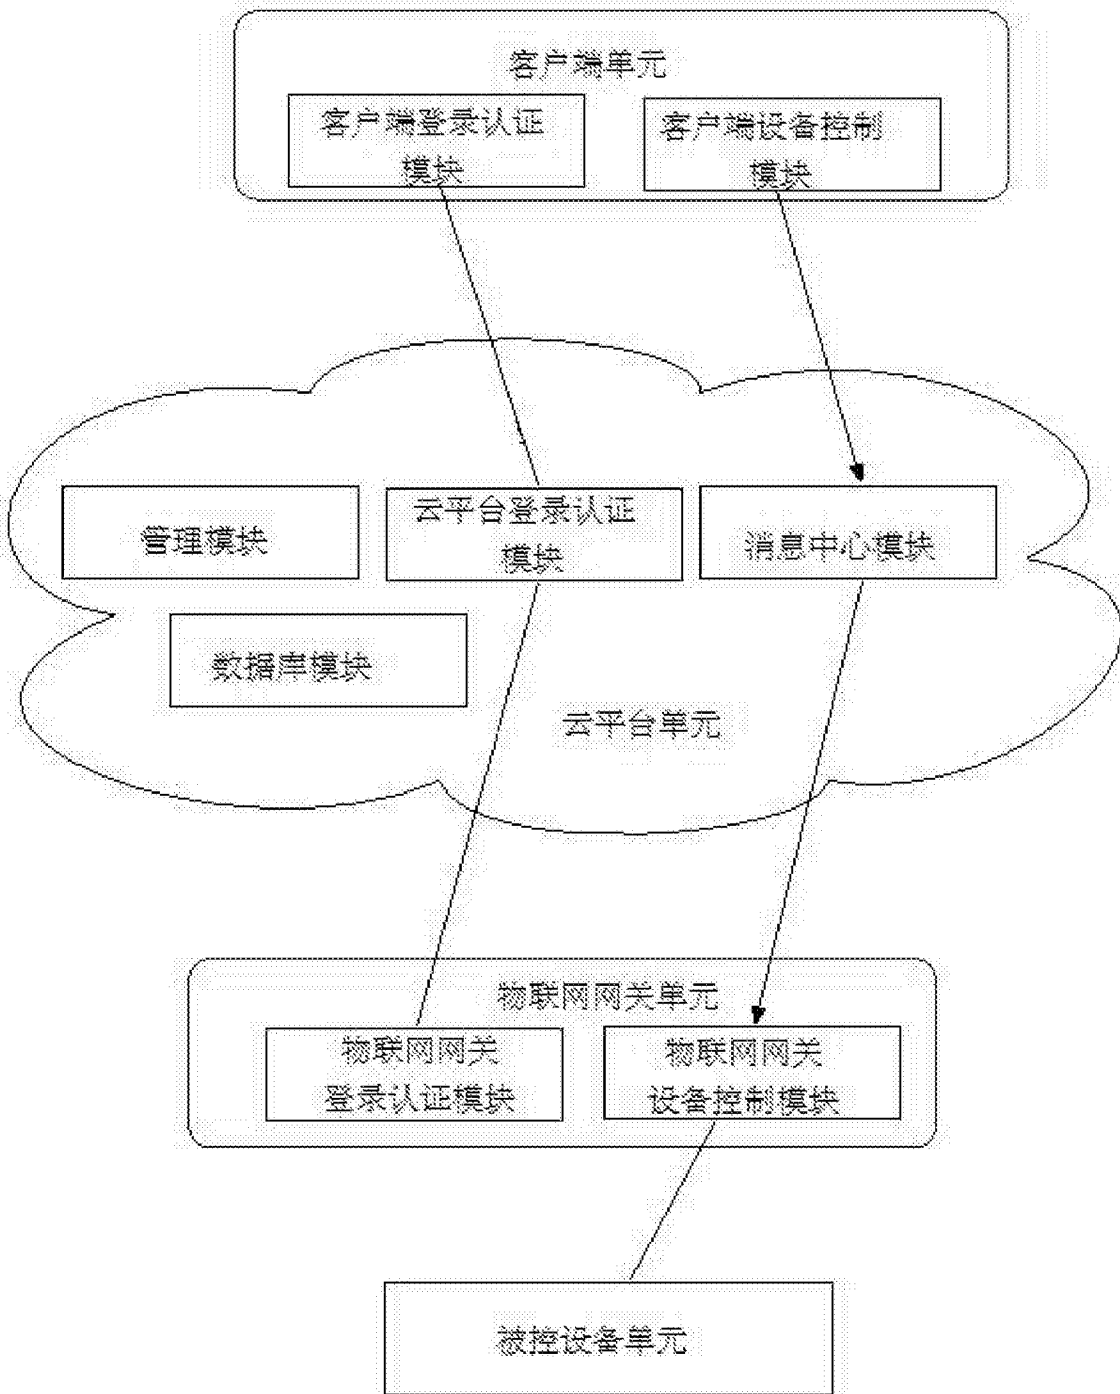 客户端单元
客户端登录认证
模块
客户端设备控制
模块
管理模块
云平台登录认证
模块
消息中心模块
数据库模块
云平台单元
物联网网关单元
物联网网关
登录认证模块
物联网网关
设备控制模块
被控设备单元